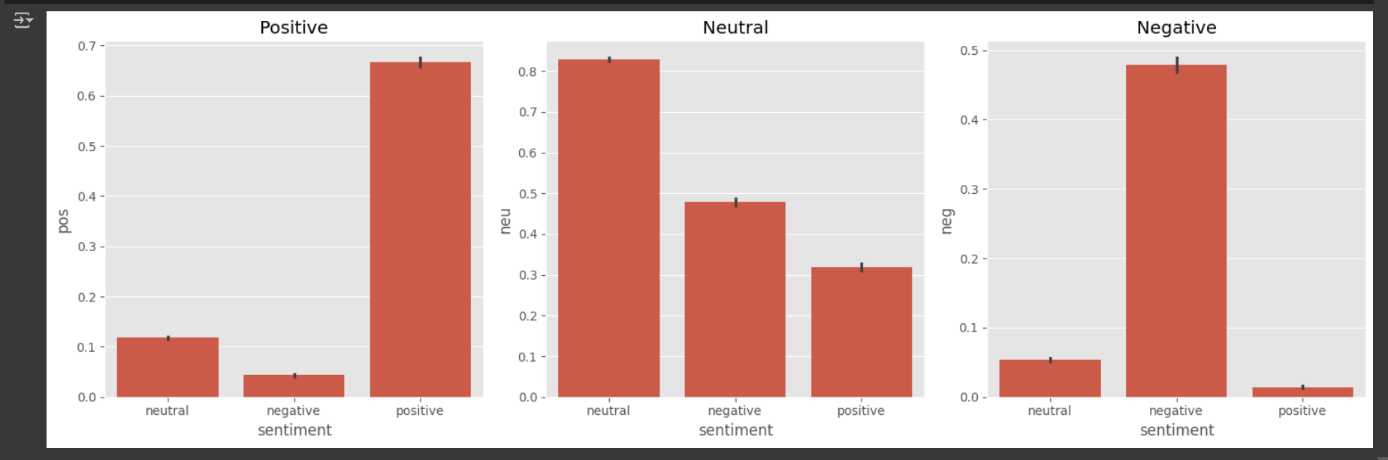 Positive
0.7
0.6
0.5
0.4
0.3
0.2
0.1
0.0
pos
neutral negative positive
sentiment
Neutral
0.8
0.7
0.6
0.5
0.4
0.3
0.2
0.1
0.0
neu
neutral negative positive
sentiment
Negative
0.5
0.4
0.3
0.2
0.1
0.0
neg
neutral negative positive
sentiment